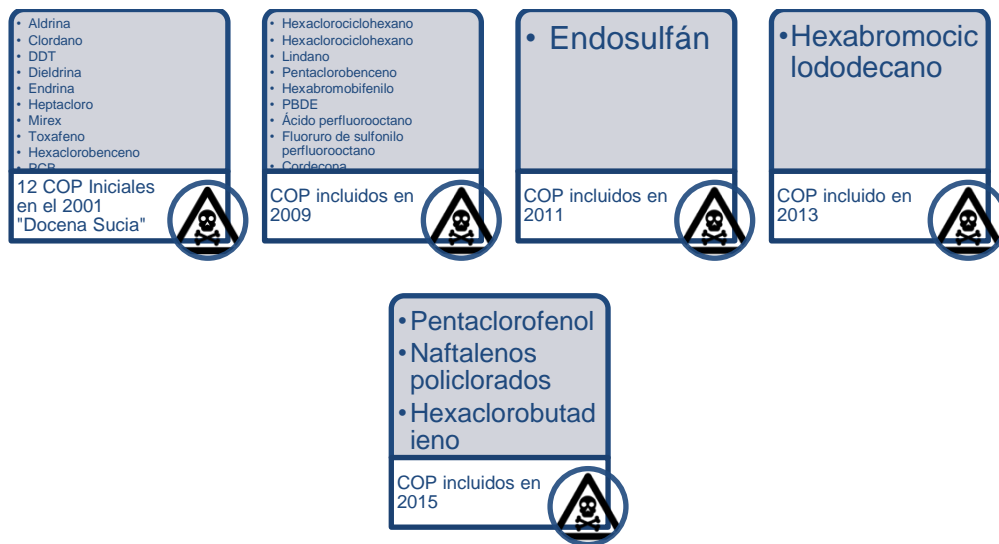 • Aldrina
• Clordano
• DDT
• Dieldrina
• Endrina
• Heptacloro
• Mirex
• Toxafeno
• Hexaclorobenceno
• PCB
12 COP Iniciales
en el 2001
"Docena Sucia"
• Hexaclorociclohexano
• Hexaclorociclohexano
• Lindano
• Pentaclorobenceno
• Hexabromobifenilo
• PBDE
• Ácido perfluorooctano
• Fluoruro de sulfonilo
perfluorooctano
• Cordecona
COP incluidos en
2009
• Endosulfán
COP incluidos en
2011
•Hexabromocic
lododecano
COP incluido en
2013
•Pentaclorofenol
•Naftalenos
policlorados
•Hexaclorobutad
ieno
COP incluidos en
2015